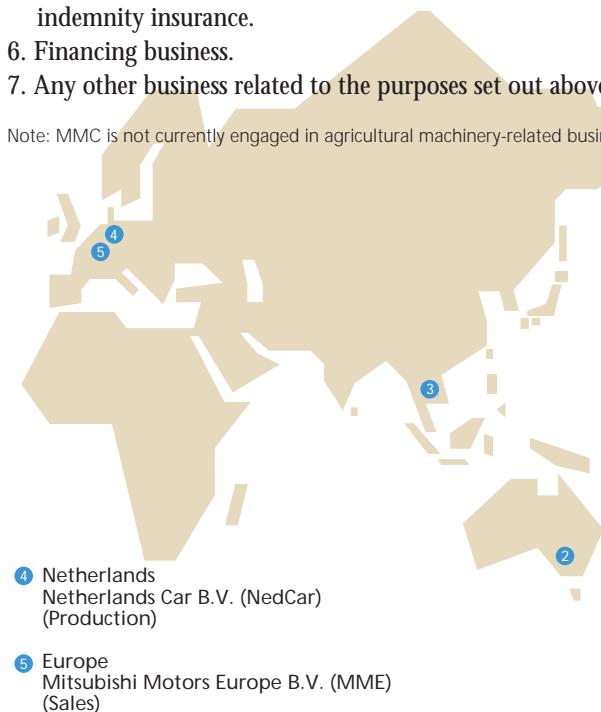 indemnity insurance.
6. Financing business.
7. Any other business related to the purposes set out above
Note: MMC is not currently engaged in agricultural machinery-related busi
4
5
3
2
4 Netherlands
Netherlands Car B.V. (NedCar)
(Production)
5 Europe
Mitsubishi Motors Europe B.V. (MME)
(Sales)